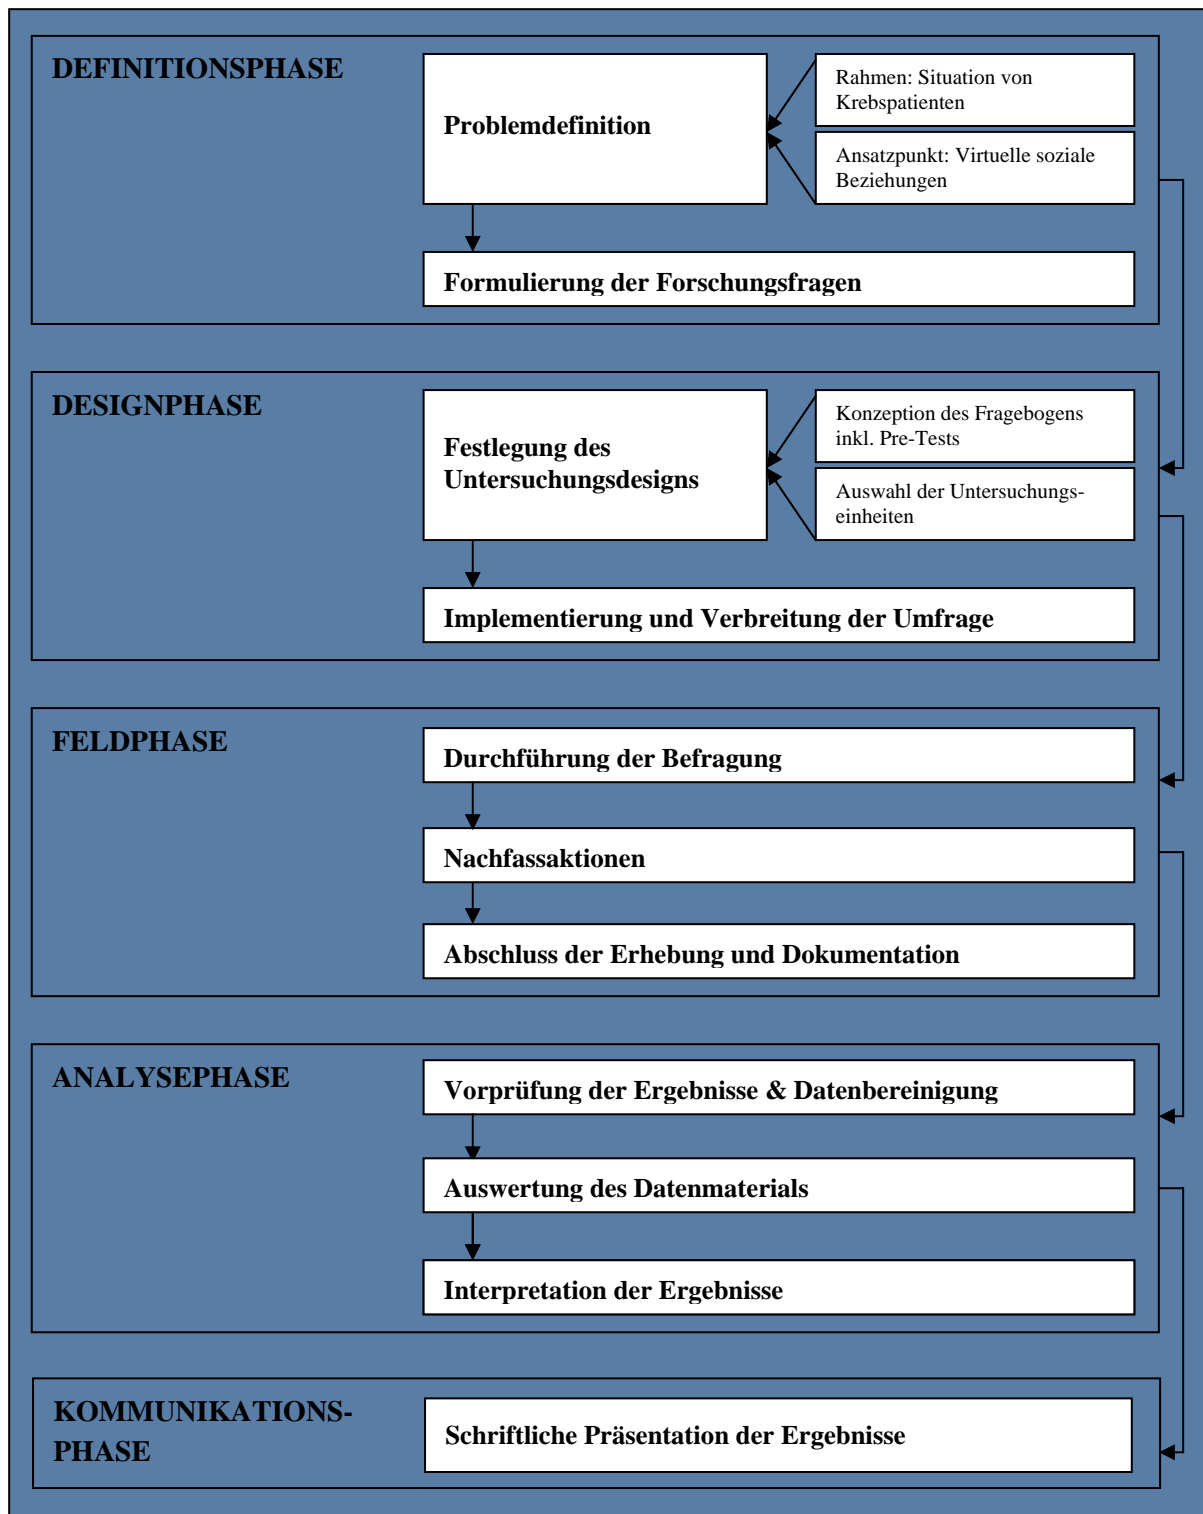 DEFINITIONSPHASE
Problemdefinition
Rahmen: Situation von
Krebspatienten
Ansatzpunkt: Virtuelle soziale
Beziehungen
Formulierung der Forschungsfragen
DESIGNPHASE
Festlegung des
Untersuchungsdesigns
Konzeption des Fragebogens
inkl. Pre-Tests
Auswahl der Untersuchungs-
einheiten
Implementierung und Verbreitung der Umfrage
FELDPHASE
Durchführung der Befragung
Nachfassaktionen
Abschluss der Erhebung und Dokumentation
ANALYSEPHASE
Vorprüfung der Ergebnisse & Datenbereinigung
Auswertung des Datenmaterials
Interpretation der Ergebnisse
KOMMUNIKATIONS-
PHASE
Schriftliche Präsentation der Ergebnisse